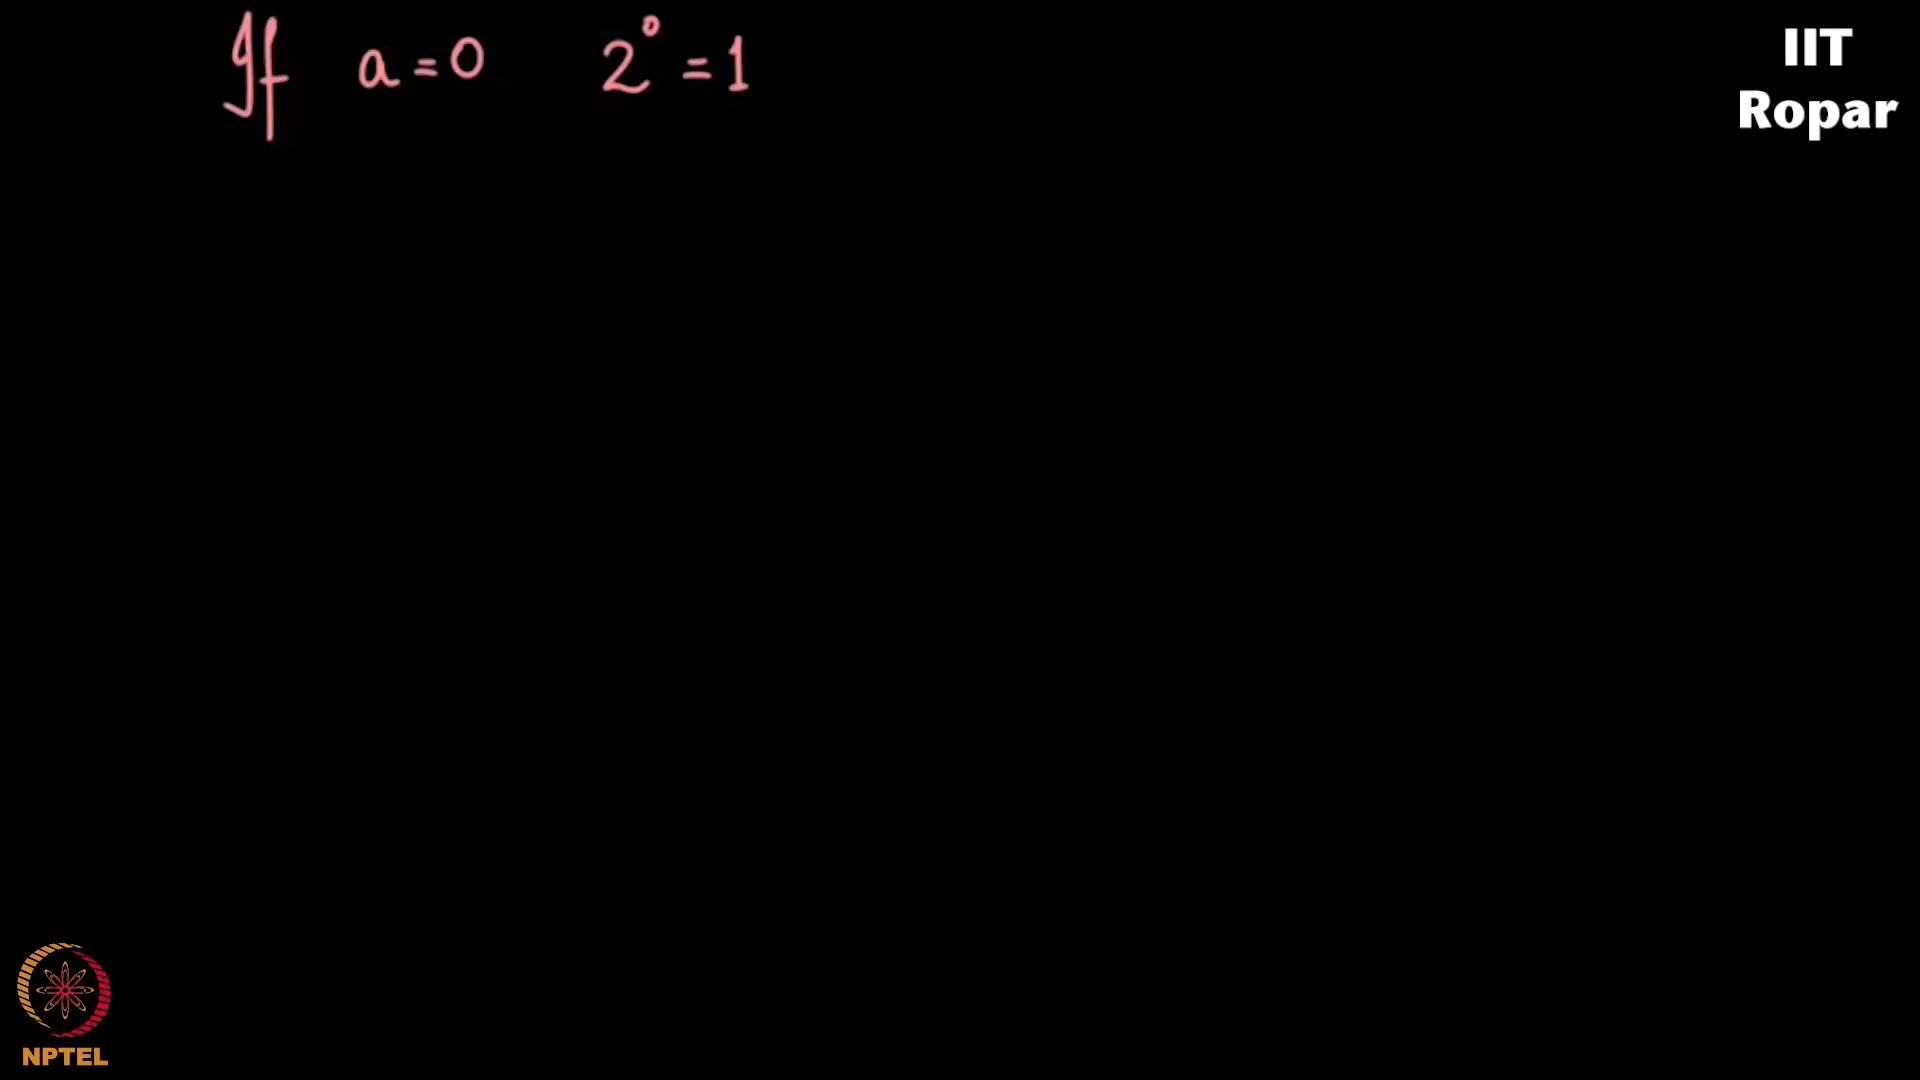 If a = 0 2⁰ = 1
IIT
Ropar
NPTEL